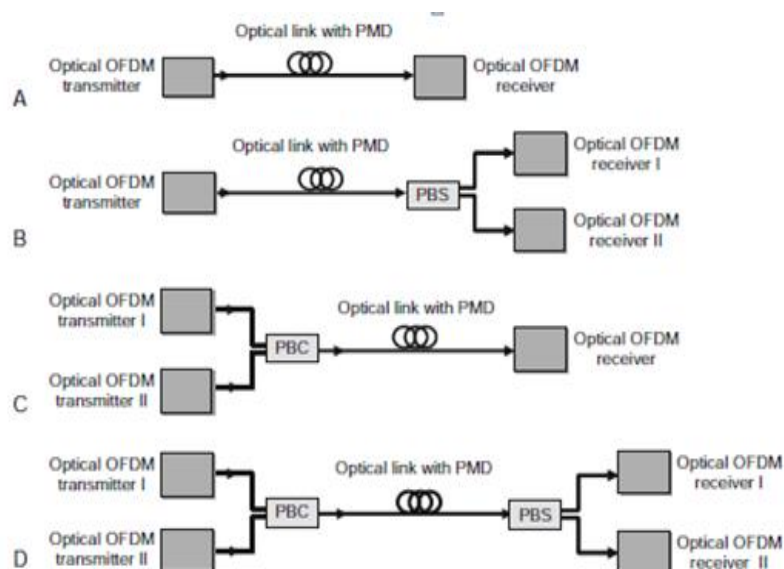 Optical link with PMD
Optical OFDM
transmitter
Optical OFDM
receiver
A
Optical link with PMD
Optical OFDM
transmitter
PBS
Optical OFDM
receiver I
Optical OFDM
receiver II
B
Optical OFDM
transmitter I
Optical link with PMD
PBC
Optical OFDM
receiver
Optical OFDM
transmitter II
C
Optical OFDM
transmitter I
Optical link with PMD
Optical OFDM
receiver I
PBC
PBS
Optical OFDM
transmitter II
Optical OFDM
receiver II
D